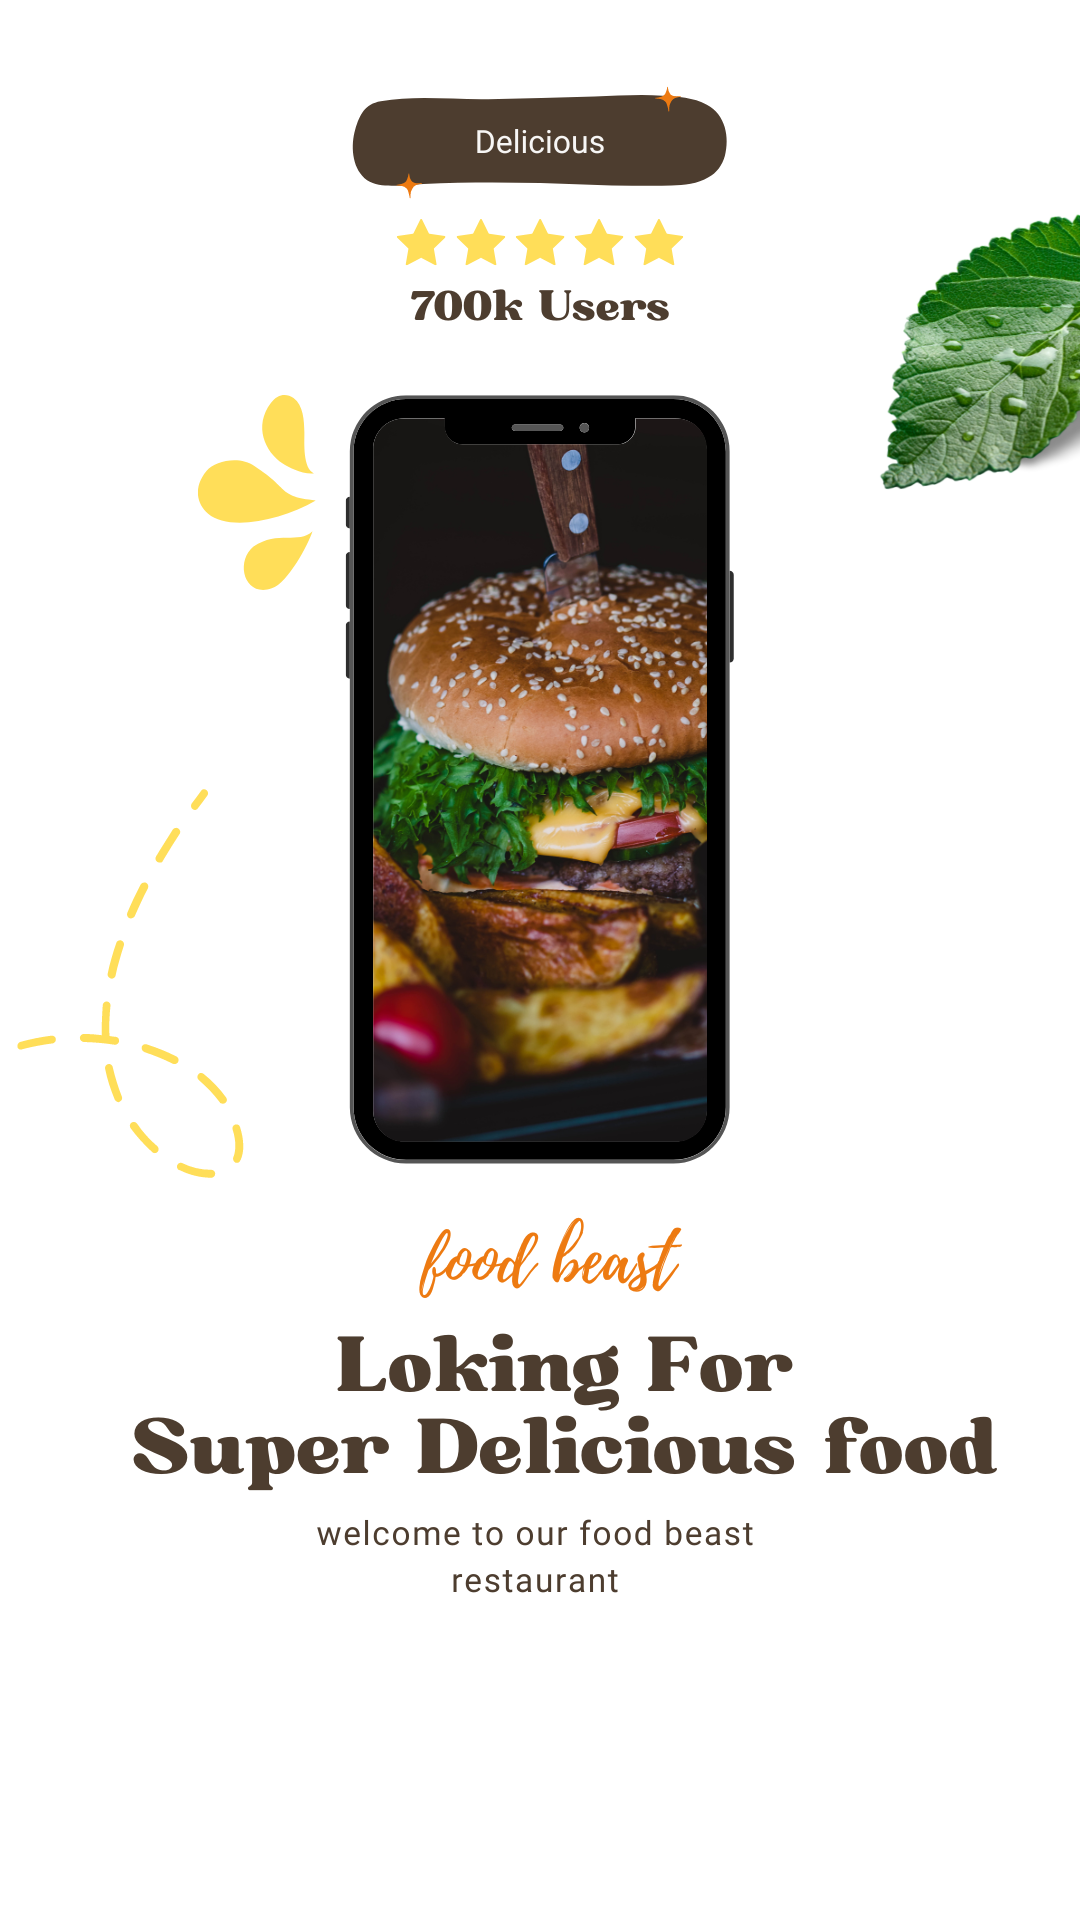 Delicious
700k Users
food beast
Loking For
Super Delicious food
welcome to our food beast
restaurant